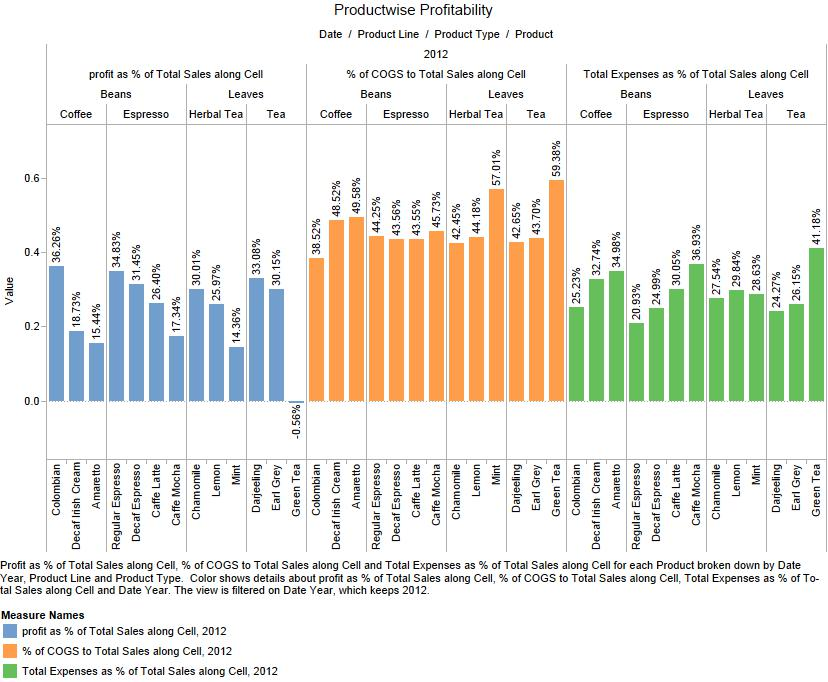 Productwise Profitability
Date / Product Line / Product Type / Product
2012
profit as % of Total Sales along Cell % of COGS to Total Sales along Cell Total Expenses as % of Total Sales along Cell
Beans Leaves Beans Leaves Beans Leaves
Coffee Espresso Herbal Tea Tea Coffee Espresso Herbal Tea Tea Coffee Espresso Herbal Tea Tea
Value
0.6
0.4
0.2
0.0
36.26%
18.73%
15.44%
34.83%
31.45%
26.40%
17.34%
30.01%
25.97%
14.36%
33.08%
30.15%
-0.56%
38.52%
48.52%
49.58%
44.25%
43.56%
43.55%
45.73%
42.45%
44.18%
57.01%
42.65%
43.70%
59.38%
25.23%
32.74%
34.98%
20.93%
24.99%
30.05%
36.93%
27.54%
29.84%
28.63%
24.27%
26.15%
41.18%
Colombian
Decaf Irish Cream
Amaretto
Regular Espresso
Decaf Espresso
Caffe Latte
Caffe Mocha
Chamomile
Lemon
Mint
Darjeeling
Earl Grey
Green Tea
Colombian
Decaf Irish Cream
Amaretto
Regular Espresso
Decaf Espresso
Caffe Latte
Caffe Mocha
Chamomile
Lemon
Mint
Darjeeling
Earl Grey
Green Tea
Colombian
Decaf Irish Cream
Amaretto
Regular Espresso
Decaf Espresso
Caffe Latte
Caffe Mocha
Chamomile
Lemon
Mint
Darjeeling
Earl Grey
Green Tea
Profit as % of Total Sales along Cell, % of COGS to Total Sales along Cell and Total Expenses as % of Total Sales along Cell for each Product broken down by Date
Year, Product Line and Product Type. Color shows details about profit as % of Total Sales along Cell, % of COGS to Total Sales along Cell, Total Expenses as % of To-
tal Sales along Cell and Date Year. The view is filtered on Date Year, which keeps 2012.
Measure Names
profit as % of Total Sales along Cell, 2012
% of COGS to Total Sales along Cell, 2012
Total Expenses as % of Total Sales along Cell, 2012